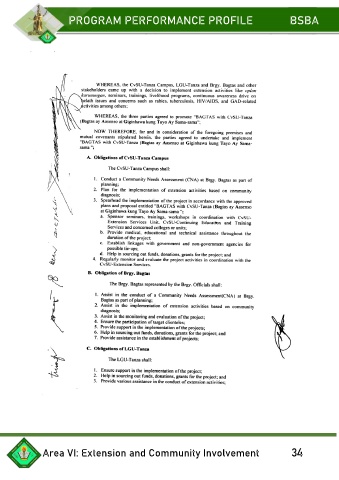 PROGRAM PERFORMANCE PROFILE BSBA
WHEREAS, the CvSU-Tanza Campus, LGU-Tanza and Brgy. Bagtas and other
stakeholders came up with a decision to implement extension activities like
seminars, trainings, livelihood programs, continuous awareness drive on
health issues and concerns such as rabies, tuberculosis, HIV/AIDS, and GAD-related
activities among others;
WHEREAS, the three parties agreed to promote "BAGTAS with CvSU-Tanza
(Bagtas ay Asenso at Giginhawa kung Tayo Ay Sama-sama".
NOW THEREFORE, for and in consideration of the foregoing premises and
mutual covenants stipulated herein, the parties agreed to undertake and implement
"BAGTAS with CvSU-Tanza (Bagtas ay Asenso at Giginhawa kung Tayo Ay Sama-
sama ";
A. Obligations of CvSU-Tanza Campus
The CvSU-Tanza Campus shall:
1. Conduct a Community Needs Assessment (CNA) at Brgy. Bagtas as part of
planning;
2. Plan for the implementation of extension activities based on community
diagnosis;
3. Spearhead the implementation of the project in accordance with the approved
plans and proposal entitled "BAGTAS with CvSU-Tanza (Bagtas ay Asenso
at Giginhawa kung Tayo Ay Sama-sama ";
a. Sponsor seminars, trainings, workshops in coordination with CvSU-
Extension Services Unit, CvSU-Continuing Education and Training
Services and concerned colleges or units,
b. Provide medical, educational and technical assistance throughout the
duration of the project;
c. Establish linkages with government and non-government agencies for
possible tie-ups;
d. Help in sourcing out funds, donations, grants for the project; and
4. Regularly monitor and evaluate the project activities in coordination with the
CvSU-Extension Services.
B. Obligation of Brgy. Bagtas
The Brgy. Bagtas represented by the Brgy. Officials shall:
1. Assist in the conduct of a Community Needs Assessment(CNA) at Brgy.
Bagtas as part of planning;
2. Assist in the implementation of extension activities based on community
diagnosis;
3. Assist in the monitoring and evaluation of the project;
4. Ensure the participation of target clienteles;
5. Provide support in the implementation of the projects;
6. Help in sourcing out funds, donations, grants for the project; and
7. Provide assistance in the establishment of projects;
C. Obligations of LGU-Tanza
The LGU-Tanza shall:
1. Ensure support in the implementation of the project;
2. Help in sourcing out funds, donations, grants for the project; and
3. Provide various assistance in the conduct of extension activities;
Area VI: Extension and Community Involvement 34